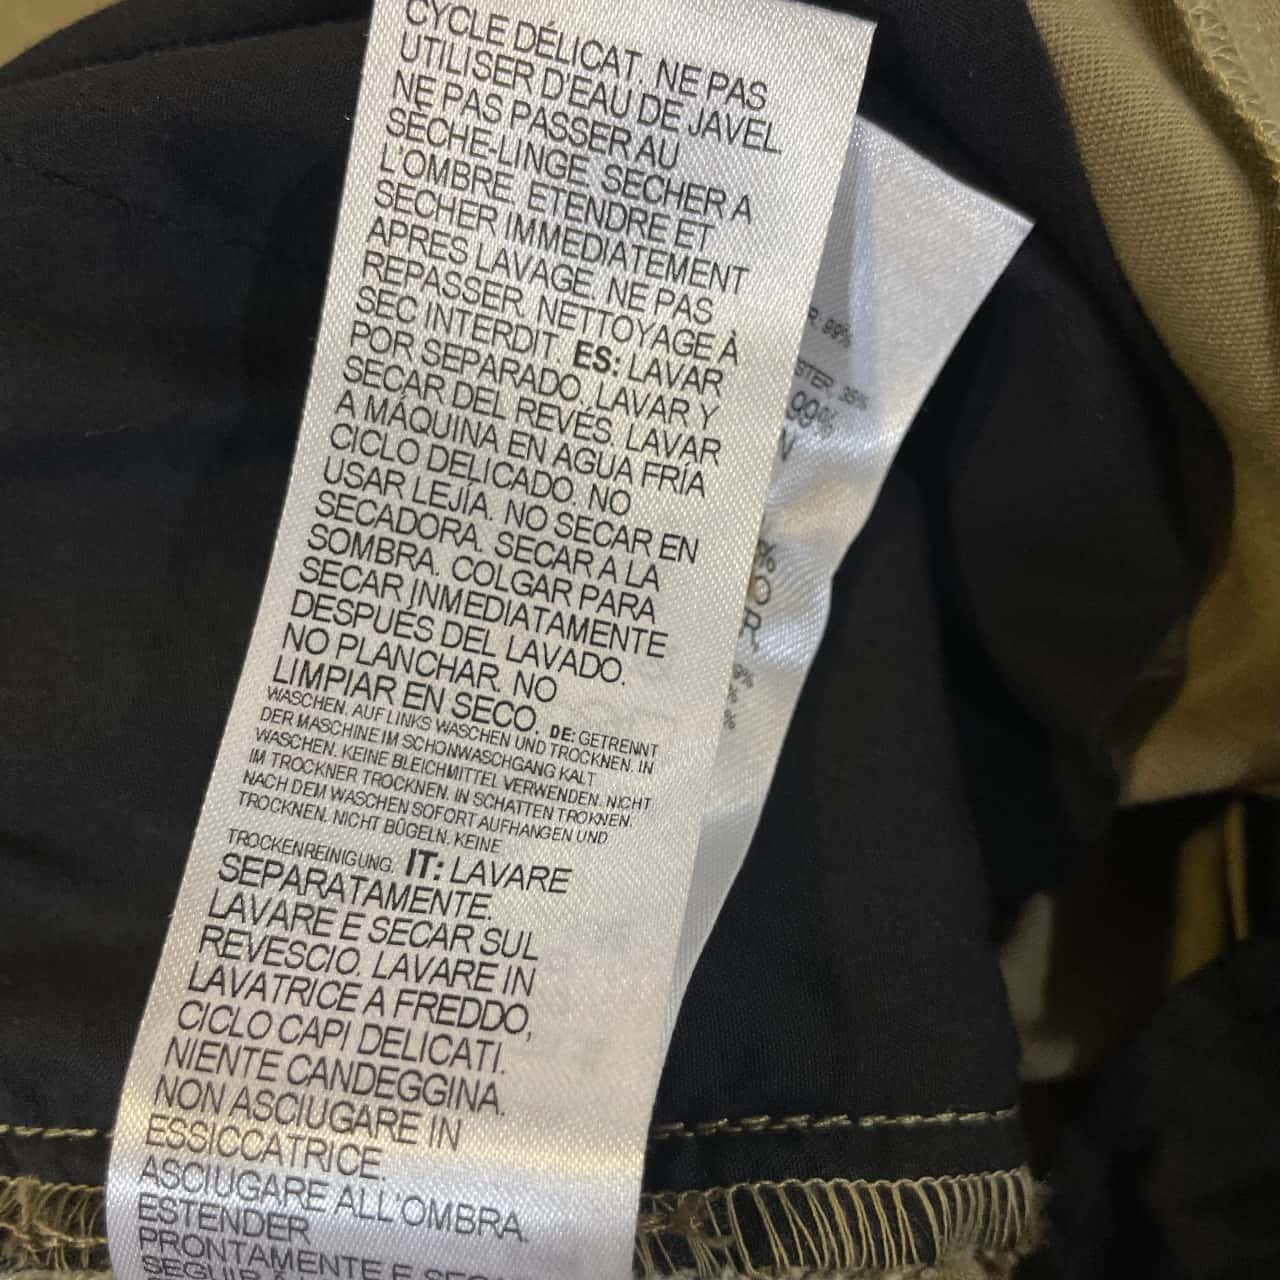 CYCLE DÉLICAT. NE PAS
UTILISER D'EAU DE JAVEL
NE PAS PASSER AU
SÈCHE-LINGE. SECHER A
L'OMBRE. ETENDRE ET
SÉCHER IMMEDIATEMENT
APRES LAVAGE. NE PAS
REPASSER. NETTOYAGE À
SEC INTERDIT. ES: LAVAR
POR SEPARADO. LAVAR Y
SECAR DEL REVÉS. LAVAR
A MÁQUINA EN AGUA FRÍA
CICLO DELICADO. NO
USAR LEJÍA. NO SECAR EN
SECADORA. SECAR A LA
SOMBRA. COLGAR PARA
SECAR INMEDIATAMENTE
DESPUÉS DEL LAVADO.
NO PLANCHAR. NO
LIMPIAR EN SECO. DE: GETRENNT
WASCHEN. AUF LINKS WASCHEN UND TROCKNEN. IN
DER MASCHINE IM SCHONWASCHGANG KALT
WASCHEN. KEINE BLEICHMITTEL VERWENDEN. NICHT
IM TROCKNER TROCKNEN. IN SCHATTEN TROKNEN.
NACH DEM WASCHEN SOFORT AUFHANGEN UND
TROCKNEN. NICHT BÜGELN. KEINE
TROCKENREINIGUNG. IT: LAVARE
SEPARATAMENTE.
LAVARE E SECAR SUL
REVESCIO. LAVARE IN
LAVATRICE A FREDDO,
CICLO CAPI DELICATI.
NIENTE CANDEGGINA.
NON ASCIUGARE IN
ESSICCATRICE.
ASCIUGARE ALL'OMBRA.
ESTENDER
PRONTAMENTE E
99%
38%
99%